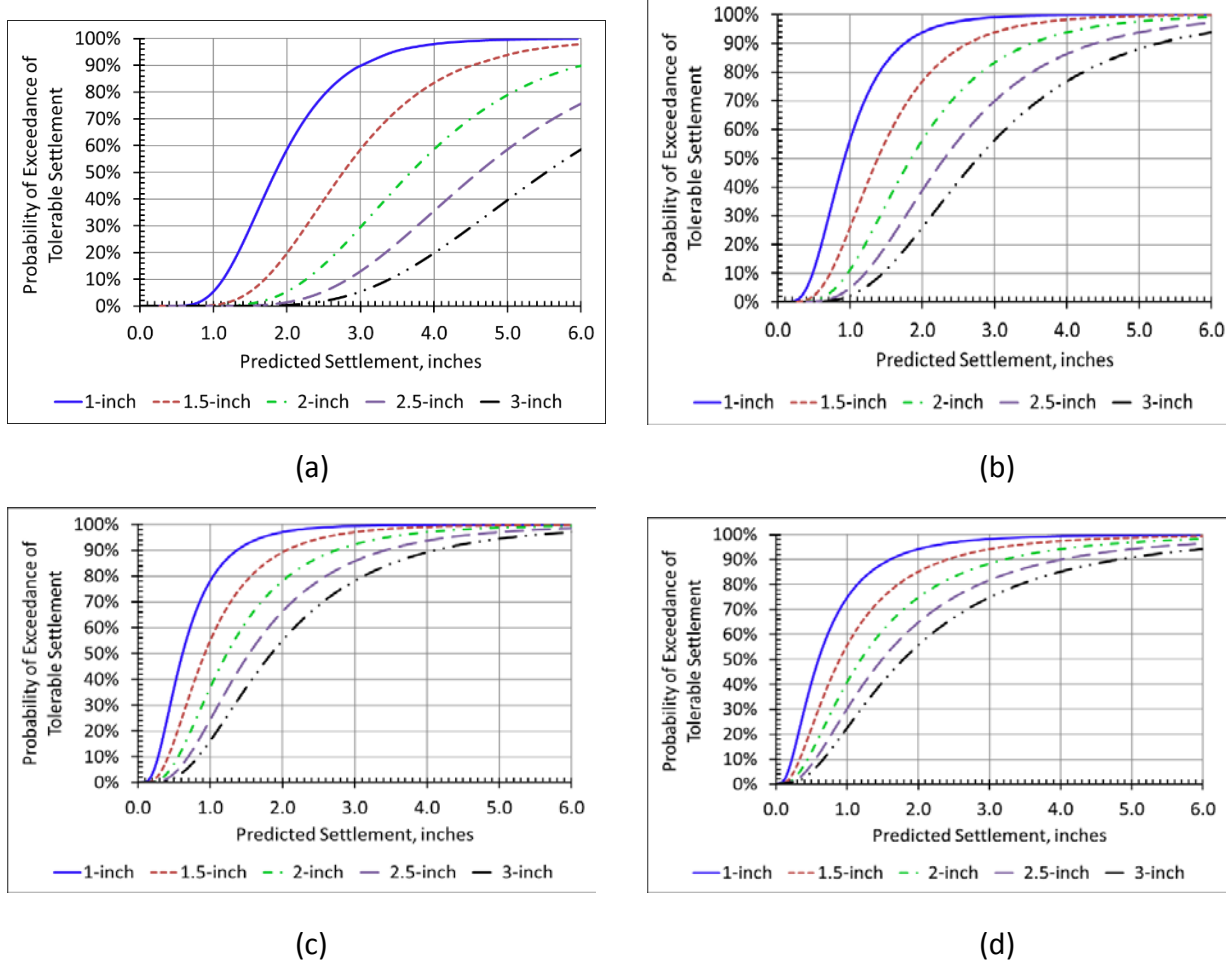 100%
90%
80%
70%
60%
50%
40%
30%
20%
10%
0%
Probability of Exceedance of
Tolerable Settlement
0.0 1.0 2.0 3.0 4.0 5.0 6.0
Predicted Settlement, inches
1-inch 1.5-inch 2-inch 2.5-inch 3-inch
(a)
100%
90%
80%
70%
60%
50%
40%
30%
20%
10%
0%
Probability of Exceedance of
Tolerable Settlement
0.0 1.0 2.0 3.0 4.0 5.0 6.0
Predicted Settlement, inches
1-inch 1.5-inch 2-inch 2.5-inch 3-inch
(b)
100%
90%
80%
70%
60%
50%
40%
30%
20%
10%
0%
Probability of Exceedance of
Tolerable Settlement
0.0 1.0 2.0 3.0 4.0 5.0 6.0
Predicted Settlement, inches
1-inch 1.5-inch 2-inch 2.5-inch 3-inch
(c)
100%
90%
80%
70%
60%
50%
40%
30%
20%
10%
0%
Probability of Exceedance of
Tolerable Settlement
0.0 1.0 2.0 3.0 4.0 5.0 6.0
Predicted Settlement, inches
1-inch 1.5-inch 2-inch 2.5-inch 3-inch
(d)